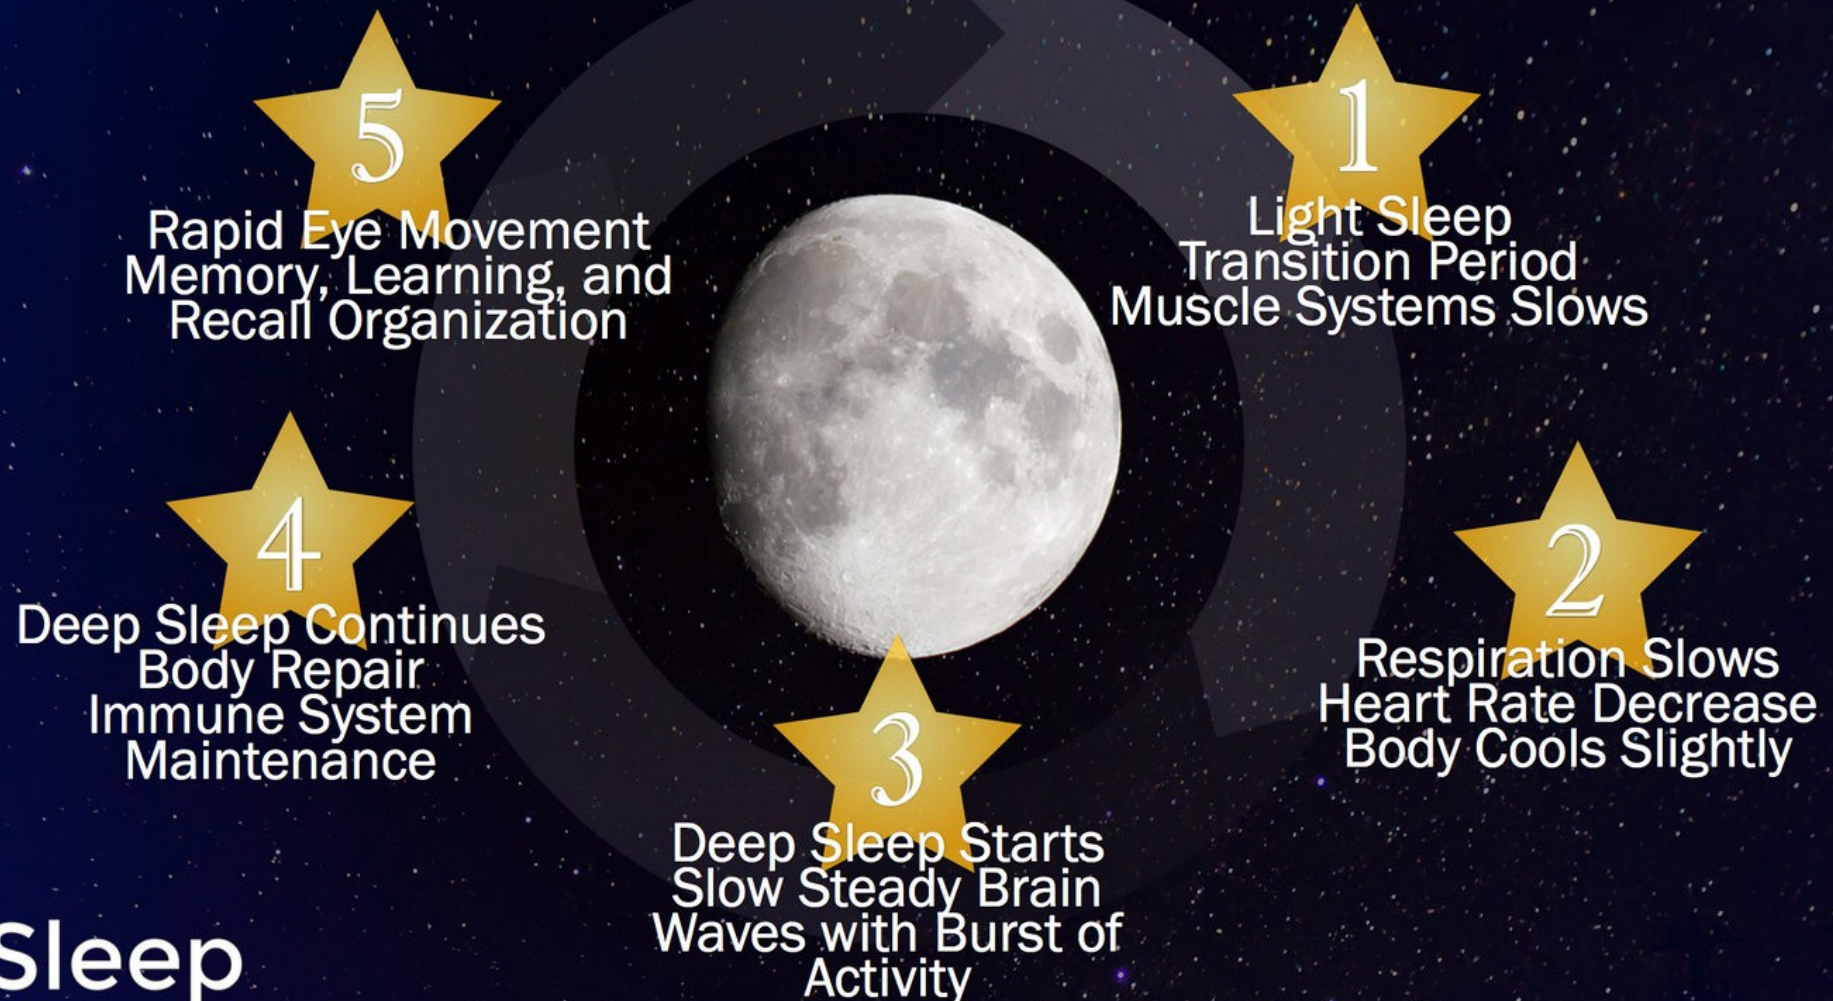 1
Light Sleep
Transition Period
Muscle Systems Slows
2
Respiration Slows
Heart Rate Decrease
Body Cools Slightly
3
Deep Sleep Starts
Slow Steady Brain
Waves with Burst of
Activity
4
Deep Sleep Continues
Body Repair
Immune System
Maintenance
5
Rapid Eye Movement
Memory, Learning, and
Recall Organization
Sleep